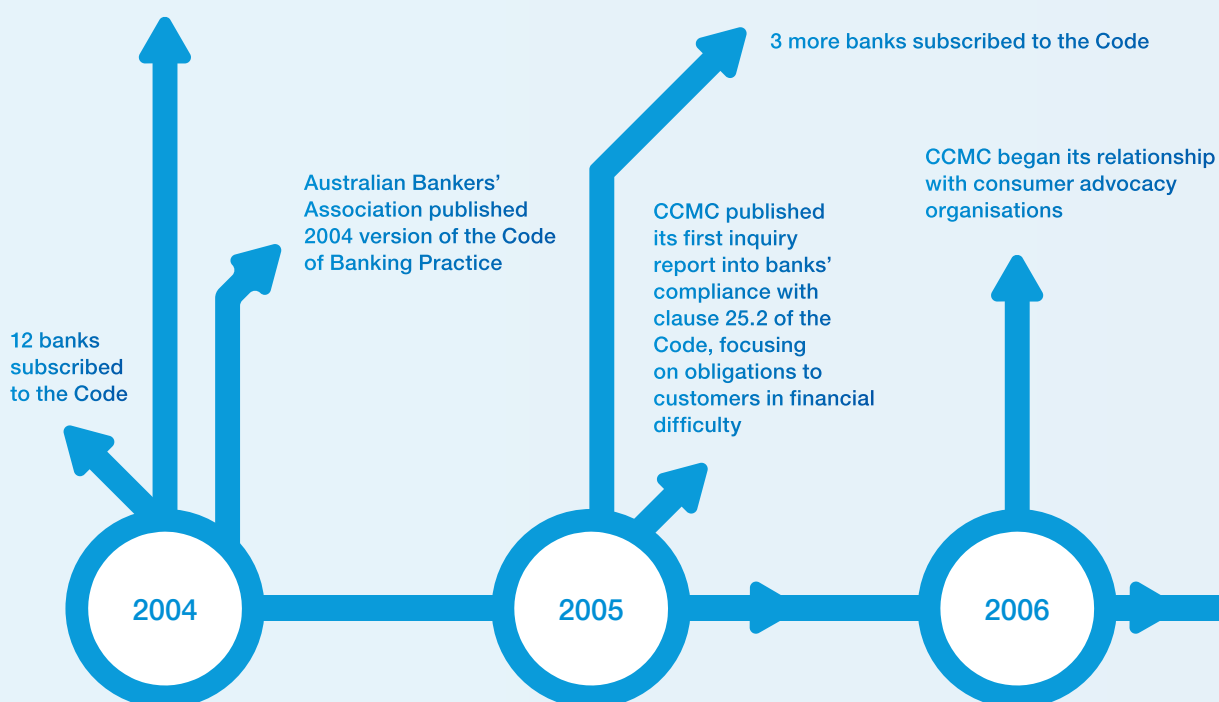 12 banks
subscribed
to the Code
Australian Bankers’
Association published
2004 version of the Code
of Banking Practice
2004
3 more banks subscribed to the Code
CCMC published
its first inquiry
report into banks’
compliance with
clause 25.2 of the
Code, focusing
on obligations to
customers in financial
difficulty
2005
CCMC began its relationship
with consumer advocacy
organisations
2006